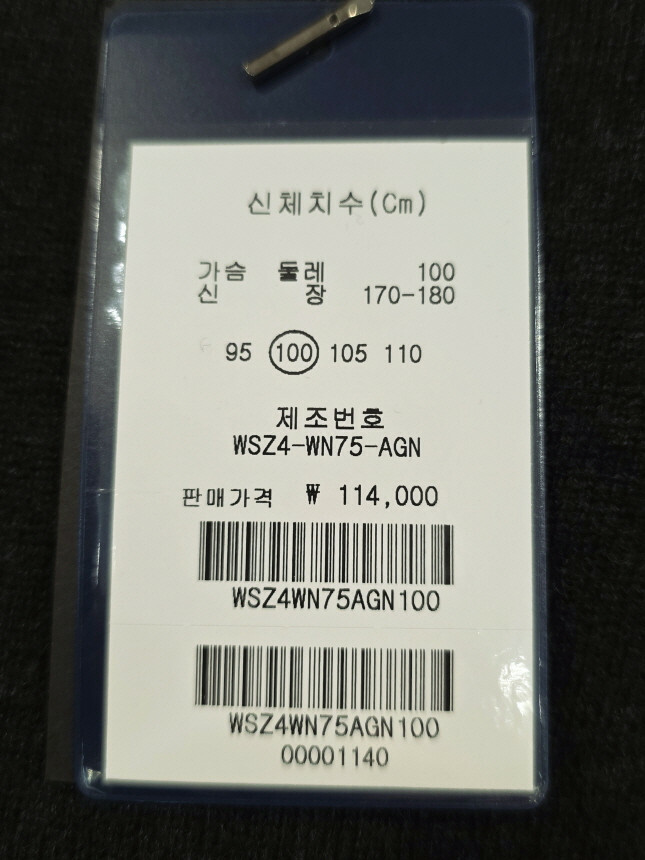 신체치수(Cm)
가슴 둘레 100
신 장 170-180
95 100 105 110
제조번호
WSZ4-WN75-AGN
판매가격 ₩ 114,000
WSZ4WN75AGN100
WSZ4WN75AGN100
00001140